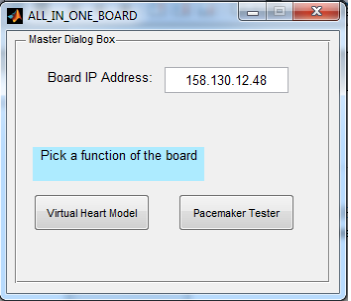 ALL_IN_ONE_BOARD
Master Dialog Box
Board IP Address: 158.130.12.48
Pick a function of the board
Virtual Heart Model Pacemaker Tester